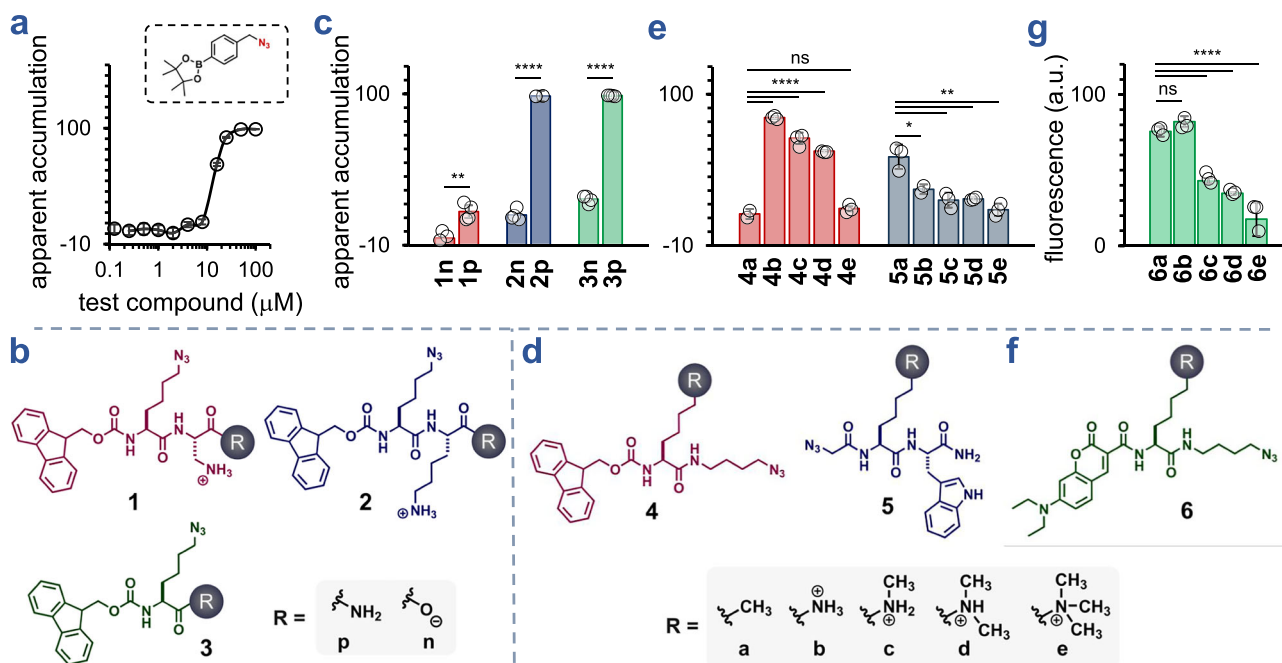 a
apparent accumulation
100
-10
0.1 1 10 100
test compound (μM)
N3
O
B
O
c
apparent accumulation
100
-10
**
****
****
1n 1p 2n 2p 3n 3p
e
100
-10
ns
****
**
*
4a 4b 4c 4d 4e 5a 5b 5c 5d 5e
g
fluorescence (a.u.)
100
0
****
ns
6a 6b 6c 6d 6e
b
N3
O
O
N
H
O
H
N
O
R
NH3
⊕
1
N3
O
O
N
H
O
H
N
O
R
⊕
NH3
2
N3
O
O
N
H
O
R
3
R =
NH2
p
O
⊖
n
d
R
O
O
N
H
H
N
O
N3
4
R
N3
O
N
H
O
H
N
O
NH2
NH
5
f
R
O
O
O
N
H
H
N
O
N3
N
6
R =
CH3
a
⊕
NH3
b
CH3
NH2
⊕
c
CH3
NH
⊕
CH3
d
CH3
N
CH3
⊕
CH3
e